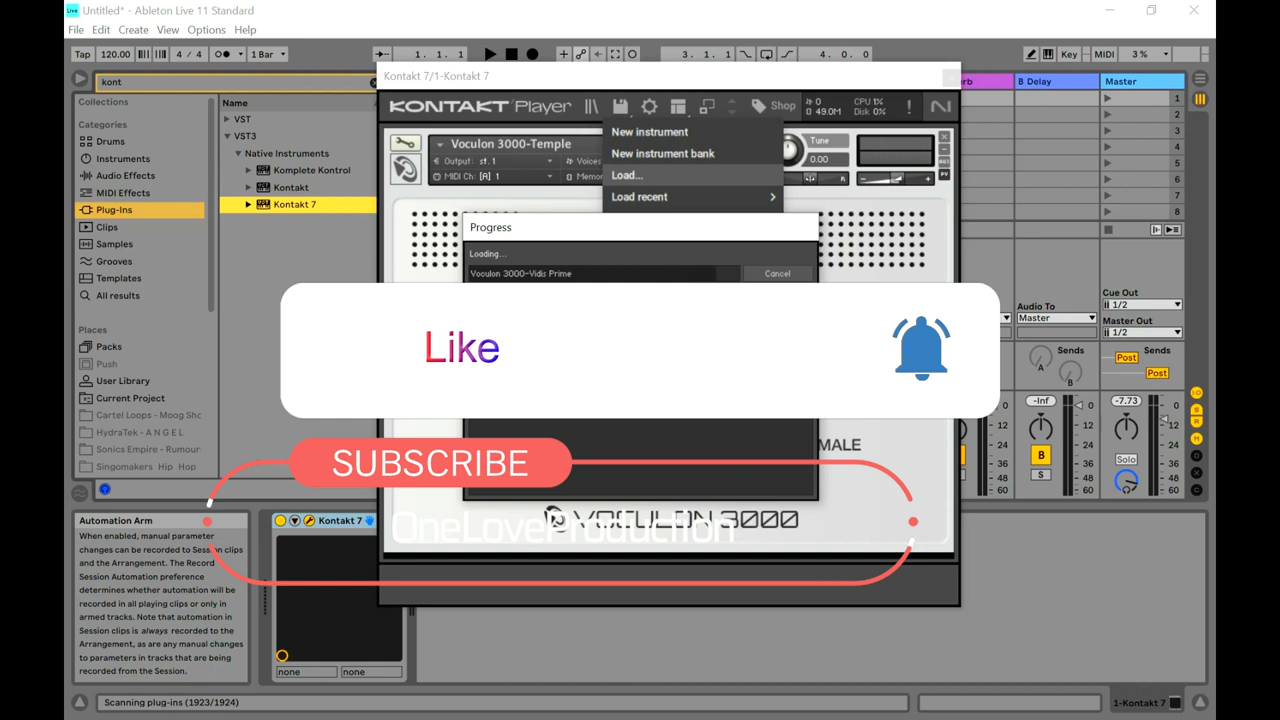 Live Untitled* - Ableton Live 11 Standard
File Edit Create View Options Help
Tap 120.00 4 / 4 1 Bar 1. 1. 1 3. 1. 1 4. 0. 0 Key MIDI 3 %
kont
Kontakt 7/1-Kontakt 7
Collections
Categories
Drums
Instruments
Audio Effects
MIDI Effects
Plug-Ins
Clips
Samples
Grooves
Templates
All results
Places
Packs
Push
User Library
Current Project
Cartel Loops - Moog Sho
HydraTek - A N G E L
Sonics Empire - Rumour
Singomakers Hip Hop
Name
VST
VST3
Native Instruments
Komplete Kontrol
Kontakt
Kontakt 7
KONTAKT Player
Shop
0
49.0M
CPU 1%
Disk 0%
!
New instrument
New instrument bank
Load...
Load recent
Voculon 3000-Temple
Output: st. 1
Voices
MIDI Ch: [A] 1
Tune
0.00
AUX
PV
Progress
Loading...
Voculon 3000-Vidis Prime
Cancel
Like
SUBSCRIBE
MALE
VOCULON 3000
OneLoveProduction
B Delay
Master
1
2
3
4
5
6
7
8
Audio To
Master
Cue Out
1/2
Master Out
1/2
Sends
A
B
Post
Sends
Post
-Inf
0
12
24
36
48
60
B
S
-7.73
0
12
24
36
48
60
Solo
Automation Arm
When enabled, manual parameter
changes can be recorded to Session clips
and the Arrangement. The Record
Session Automation preference
determines whether automation will be
recorded in all playing clips or only in
armed tracks. Note that automation in
Session clips is always recorded to the
Arrangement, as are any manual changes
to parameters in tracks that are being
recorded from the Session.
Kontakt 7
none
none
Scanning plug-ins (1923/1924)
1-Kontakt 7